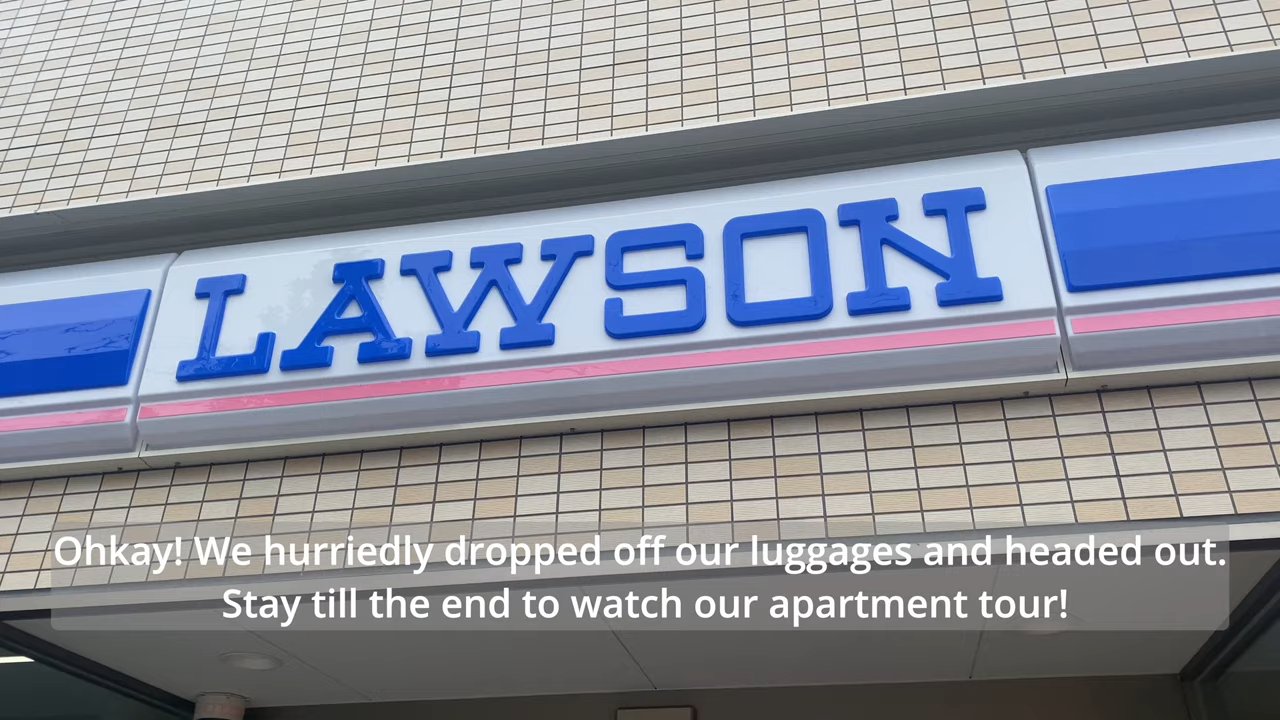 LAWSON
Ohkay! We hurriedly dropped off our luggages and headed out.
Stay till the end to watch our apartment tour!